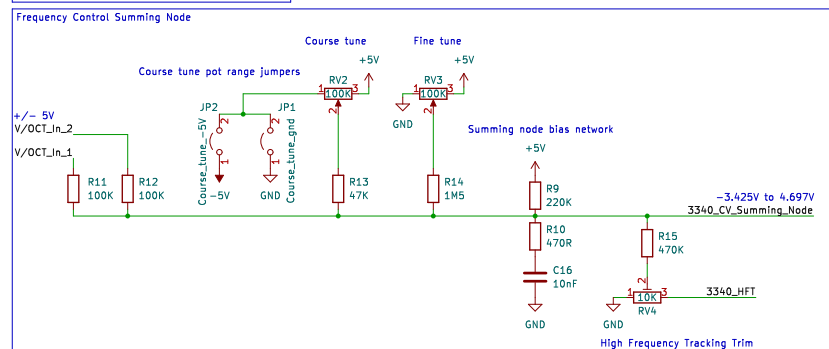 Frequency Control Summing Node
Course tune
Fine tune
+5V
+5V
Course tune pot range jumpers
RV2
1
3
100K
2
RV3
1
3
100K
2
GND
+/- 5V
V/OCT_In_2
V/OCT_In_1
JP2
2
1
Course_tune_-5V
-5V
JP1
2
1
Course_tune_gnd
GND
Summing node bias network
+5V
R11
100K
R12
100K
R13
47K
R14
1M5
R9
220K
-3.425V to 4.697V
3340_CV_Summing_Node
R10
470R
R15
470K
C16
10nF
2
1
3
10K
RV4
3340_HFT
GND
GND
High Frequency Tracking Trim